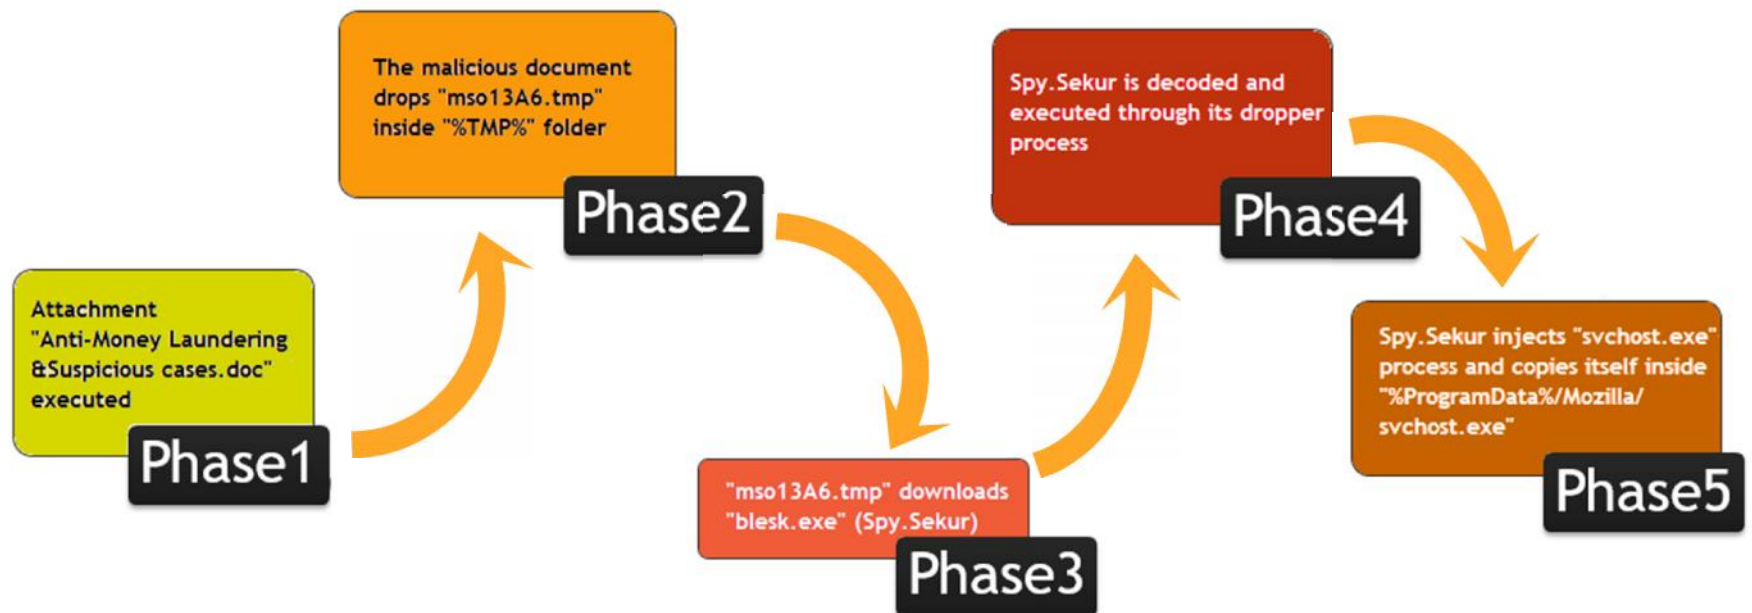 Attachment
"Anti-Money Laundering
&Suspicious cases.doc"
executed
Phase1
The malicious document
drops "mso13A6.tmp"
inside "%TMP%" folder
Phase2
"mso13A6.tmp" downloads
"blesk.exe" (Spy.Sekur)
Phase3
Spy.Sekur is decoded and
executed through its dropper
process
Phase4
Spy.Sekur injects "svchost.exe"
process and copies itself inside
"%ProgramData%/Mozilla/
svchost.exe"
Phase5